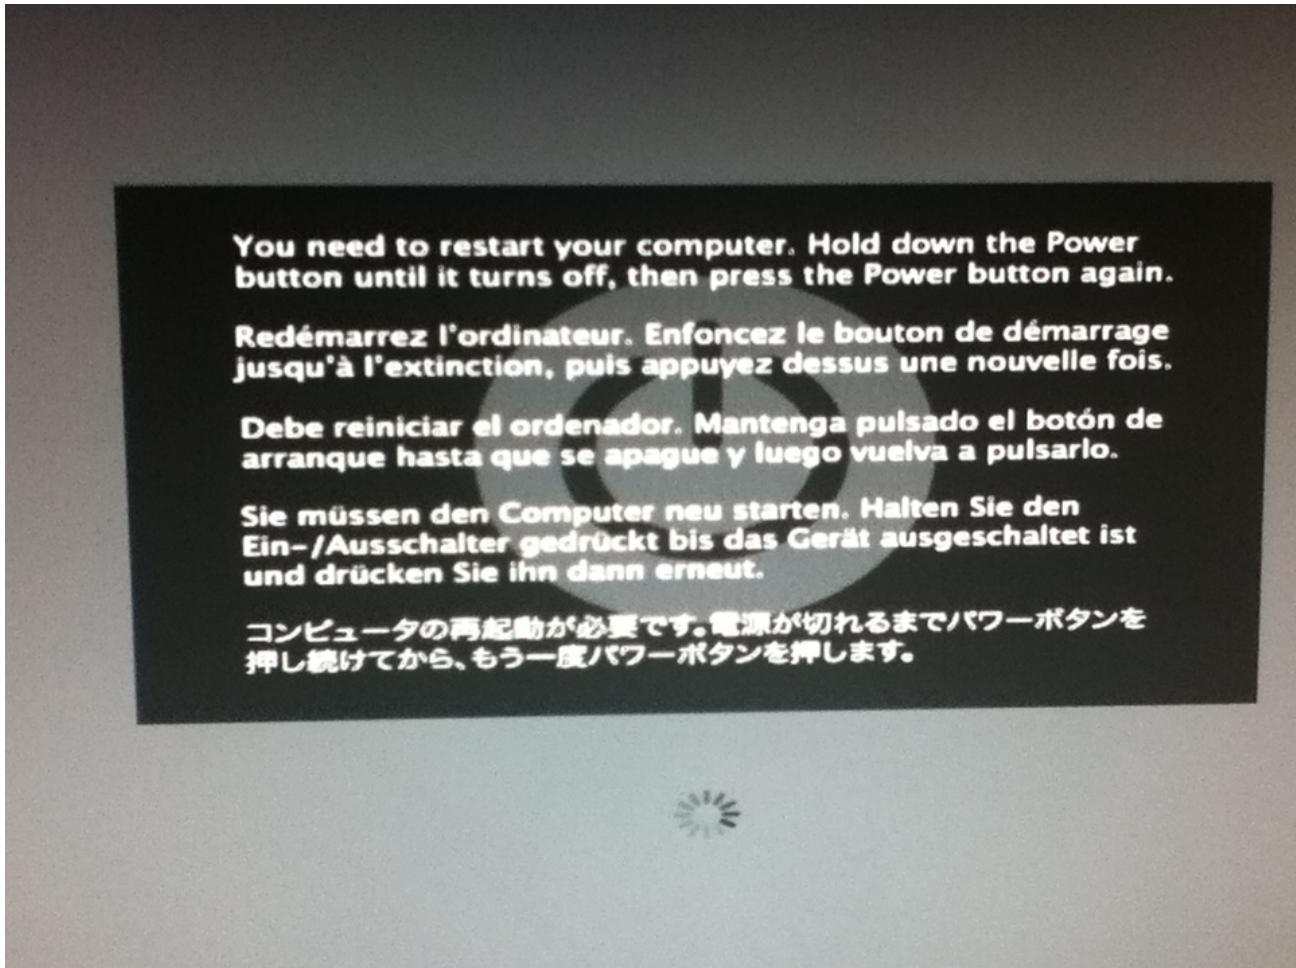 You need to restart your computer. Hold down the Power
button until it turns off, then press the Power button again.
Redémarrez l'ordinateur. Enfoncez le bouton de démarrage
jusqu'à l'extinction, puis appuyez dessus une nouvelle fois.
Debe reiniciar el ordenador. Mantenga pulsado el botón de
arranque hasta que se apague y luego vuelva a pulsarlo.
Sie müssen den Computer neu starten. Halten Sie den
Ein-/Ausschalter gedrückt bis das Gerät ausgeschaltet ist
und drücken Sie ihn dann erneut.
コンピュータの再起動が必要です。電源が切れるまでパワーボタンを
押し続けてから、もう一度パワーボタンを押します。